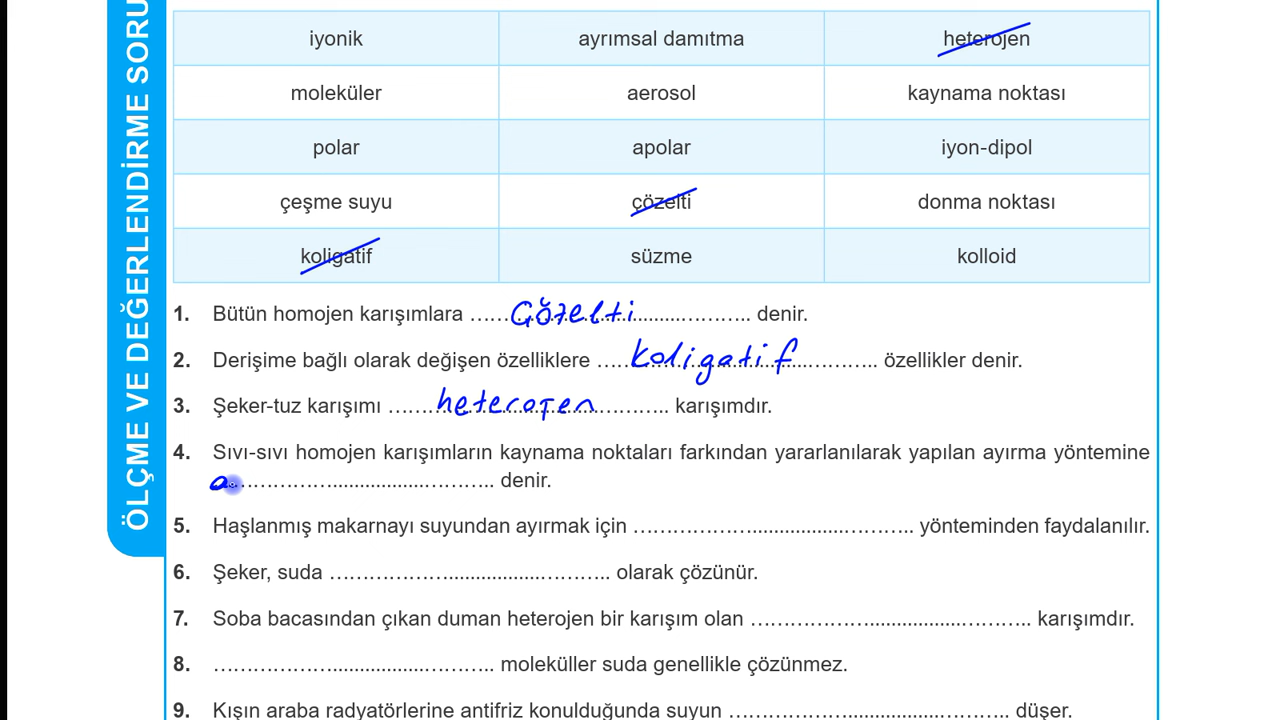 ÖLÇME VE DEĞERLENDİRME SORU
iyonik ayrımsal damıtma heterojen
moleküler aerosol kaynama noktası
polar apolar iyon-dipol
çeşme suyu çözelti donma noktası
koligatif süzme kolloid
1. Bütün homojen karışımlara ...... Çözelti ...... denir.
2. Derişime bağlı olarak değişen özelliklere ...... koligatif ...... özellikler denir.
3. Şeker-tuz karışımı ...... heterojen ...... karışımdır.
4. Sıvı-sıvı homojen karışımların kaynama noktaları farkından yararlanılarak yapılan ayırma yöntemine
a ...... denir.
5. Haşlanmış makarnayı suyundan ayırmak için ...... yönteminden faydalanılır.
6. Şeker, suda ...... olarak çözünür.
7. Soba bacasından çıkan duman heterojen bir karışım olan ...... karışımdır.
8. ...... moleküller suda genellikle çözünmez.
9. Kışın araba radyatörlerine antifriz konulduğunda suyun ...... düşer.